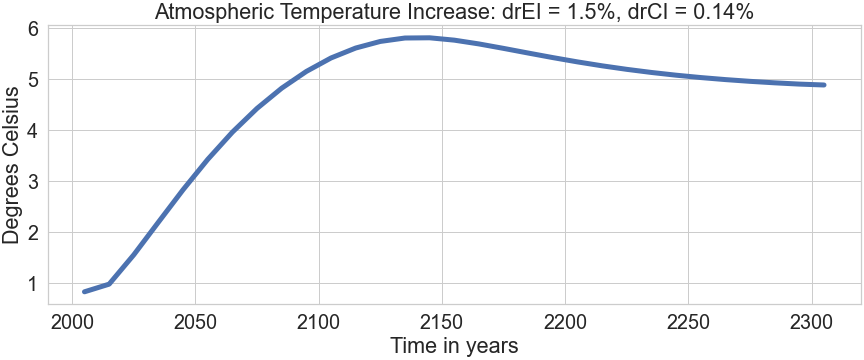 Atmospheric Temperature Increase: drEI = 1.5%, drCI = 0.14%
6
5
4
3
2
1
Degrees Celsius
2000 2050 2100 2150 2200 2250 2300
Time in years